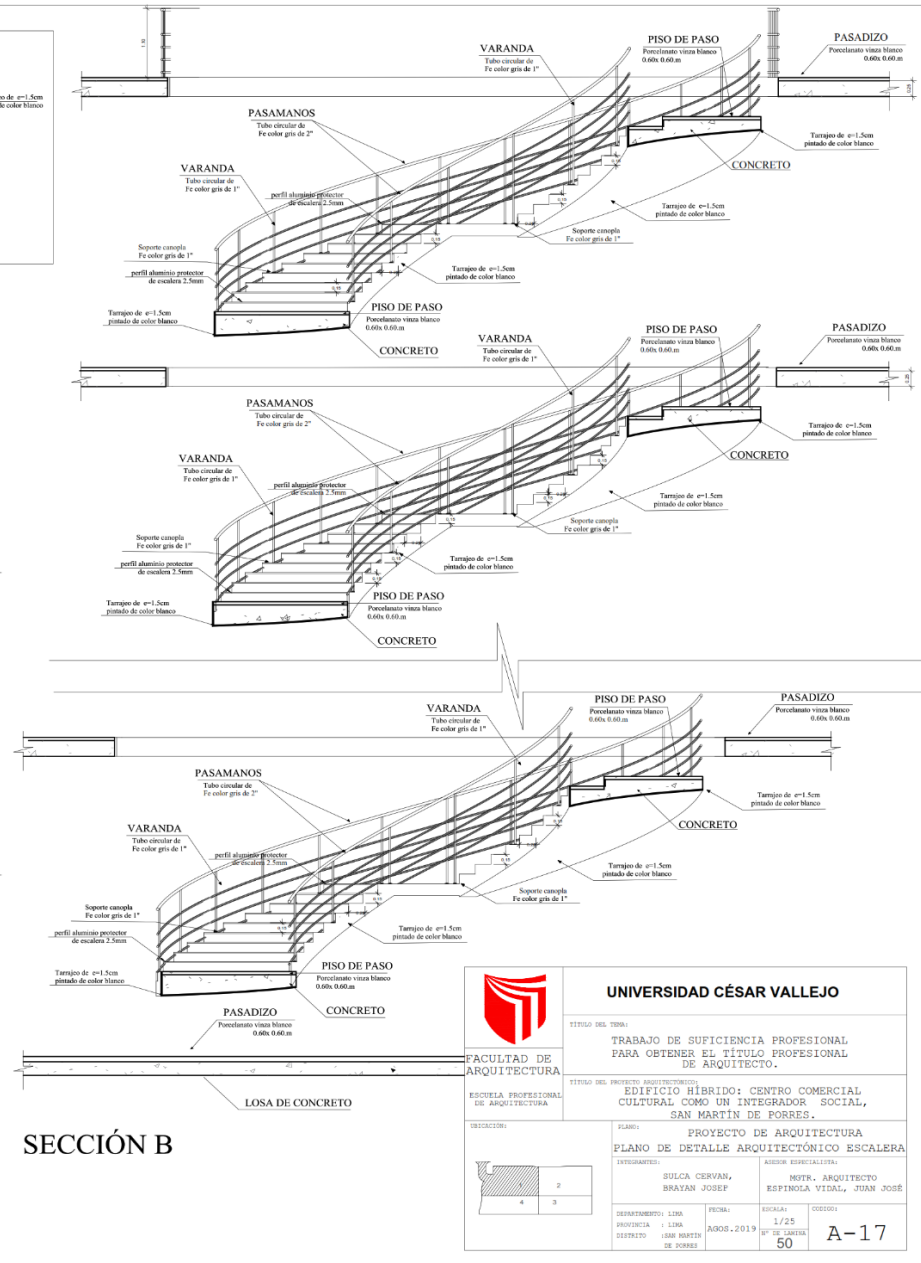 VARANDA
Tubo circular de
Fe color gris de 1"
PISO DE PASO
Porcelanato vinza blanco
0.60x 0.60.m
PASADIZO
Porcelanato vinza blanco
0.60x 0.60.m
1.10
0.25
de color blanco
PASAMANOS
Tubo circular de
Fe color gris de 2"
Tarrajeo de e=1.5cm
pintado de color blanco
CONCRETO
VARANDA
Tubo circular de
Fe color gris de 1"
perfil aluminio protector
de escalera 2.5mm
Tarrajeo de e=1.5cm
pintado de color blanco
Soporte canopla
Fe color gris de 1"
Soporte canopla
Fe color gris de 1"
perfil aluminio protector
de escalera 2.5mm
Tarrajeo de e=1.5cm
pintado de color blanco
Tarrajeo de e=1.5cm
pintado de color blanco
PISO DE PASO
Porcelanato vinza blanco
0.60x 0.60.m
CONCRETO
VARANDA
Tubo circular de
Fe color gris de 1"
PISO DE PASO
Porcelanato vinza blanco
0.60x 0.60.m
PASADIZO
Porcelanato vinza blanco
0.60x 0.60.m
0.25
PASAMANOS
Tubo circular de
Fe color gris de 2"
Tarrajeo de e=1.5cm
pintado de color blanco
CONCRETO
VARANDA
Tubo circular de
Fe color gris de 1"
perfil aluminio protector
de escalera 2.5mm
Tarrajeo de e=1.5cm
pintado de color blanco
Soporte canopla
Fe color gris de 1"
Soporte canopla
Fe color gris de 1"
perfil aluminio protector
de escalera 2.5mm
Tarrajeo de e=1.5cm
pintado de color blanco
Tarrajeo de e=1.5cm
pintado de color blanco
PISO DE PASO
Porcelanato vinza blanco
0.60x 0.60.m
CONCRETO
VARANDA
Tubo circular de
Fe color gris de 1"
PISO DE PASO
Porcelanato vinza blanco
0.60x 0.60.m
PASADIZO
Porcelanato vinza blanco
0.60x 0.60.m
PASAMANOS
Tubo circular de
Fe color gris de 2"
Tarrajeo de e=1.5cm
pintado de color blanco
CONCRETO
VARANDA
Tubo circular de
Fe color gris de 1"
perfil aluminio protector
de escalera 2.5mm
Tarrajeo de e=1.5cm
pintado de color blanco
Soporte canopla
Fe color gris de 1"
Soporte canopla
Fe color gris de 1"
perfil aluminio protector
de escalera 2.5mm
Tarrajeo de e=1.5cm
pintado de color blanco
Tarrajeo de e=1.5cm
pintado de color blanco
PISO DE PASO
Porcelanato vinza blanco
0.60x 0.60.m
CONCRETO
PASADIZO
Porcelanato vinza blanco
0.60x 0.60.m
LOSA DE CONCRETO
SECCIÓN B
UNIVERSIDAD CÉSAR VALLEJO
FACULTAD DE
ARQUITECTURA
ESCUELA PROFESIONAL
DE ARQUITECTURA
TÍTULO DEL TEMA:
TRABAJO DE SUFICIENCIA PROFESIONAL
PARA OBTENER EL TÍTULO PROFESIONAL
DE ARQUITECTO.
TÍTULO DEL PROYECTO ARQUITECTÓNICO:
EDIFICIO HÍBRIDO: CENTRO COMERCIAL
CULTURAL COMO UN INTEGRADOR SOCIAL,
SAN MARTÍN DE PORRES.
UBICACIÓN:
1
2
4
3
PLANO:
PROYECTO DE ARQUITECTURA
PLANO DE DETALLE ARQUITECTÓNICO ESCALERA
INTEGRANTES:
SULCA CERVAN,
BRAYAN JOSEF
ASESOR ESPECIALISTA:
MGTR. ARQUITECTO
ESPINOLA VIDAL, JUAN JOSÉ
DEPARTAMENTO: LIMA
PROVINCIA : LIMA
DISTRITO :SAN MARTÍN
DE PORRES
FECHA:
AGOS.2019
ESCALA:
1/25
Nº DE LAMINA
50
CODIGO:
A-17